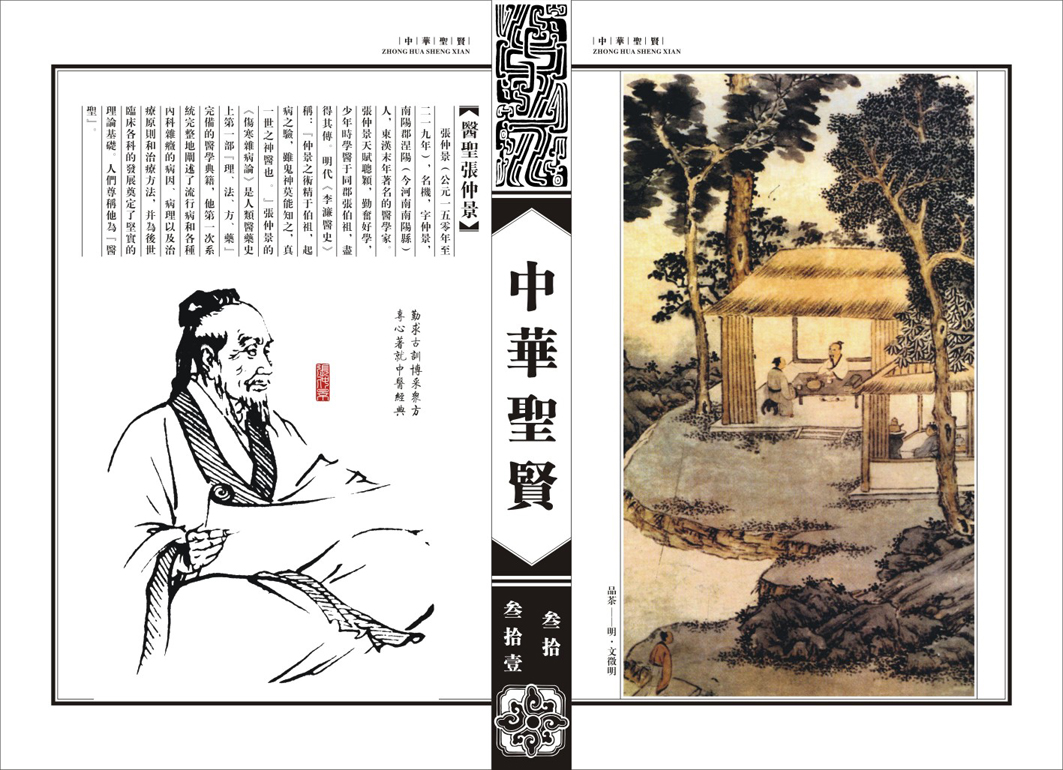 中華聖賢
ZHONG HUA SHENG XIAN
中華聖賢
ZHONG HUA SHENG XIAN
醫聖張仲景
張仲景（公元一五零年至
二一九年），名機，字仲景，
南陽郡涅陽（今河南南陽縣）
人，東漢末年著名的醫學家。
張仲景天賦聰穎，勤奮好學，
少年時學醫于同郡張伯祖，盡
得其傳。明代《李濂醫史》
稱：『仲景之術精于伯祖，起
病之驗，雖鬼神莫能知之，真
一世之神醫也。』張仲景的
《傷寒雜病論》是人類醫藥史
上第一部『理、法、方、藥』
完備的醫學典籍，他第一次系
統完整地闡述了流行病和各種
內科雜癥的病因、病理以及治
療原則和治療方法，并為後世
臨床各科的發展奠定了堅實的
理論基礎。人們尊稱他為『醫
聖』。
勤求古訓博采眾方
專心著就中醫經典
張仲景
中華聖賢
叁拾
叁拾壹
品茶——明·文徵明